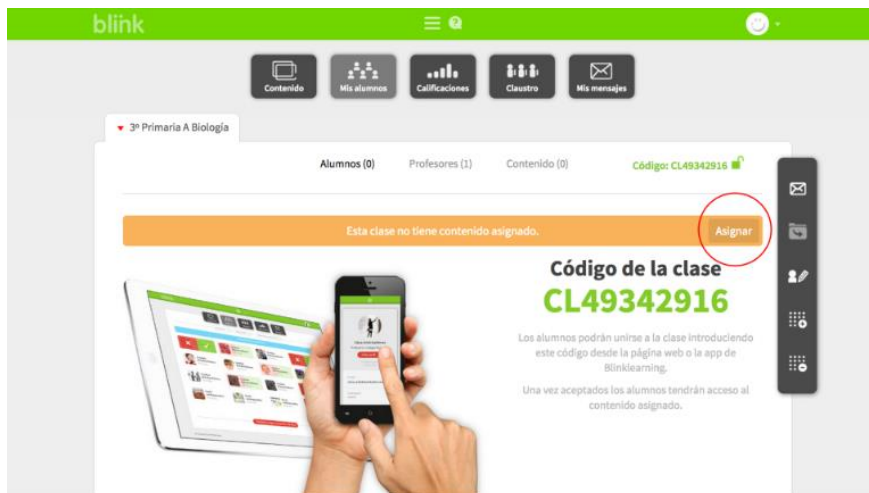 blink
Contenido
Mis alumnos
Calificaciones
Claustro
Mis mensajes
3º Primaria A Biología
Alumnos (0)
Profesores (1)
Contenido (0)
Código: CL49342916
Esta clase no tiene contenido asignado.
Asignar
Código de la clase
CL49342916
Los alumnos podrán unirse a la clase introduciendo
este código desde la página web o la app de
Blinklearning.
Una vez aceptados los alumnos tendrán acceso al
contenido asignado.